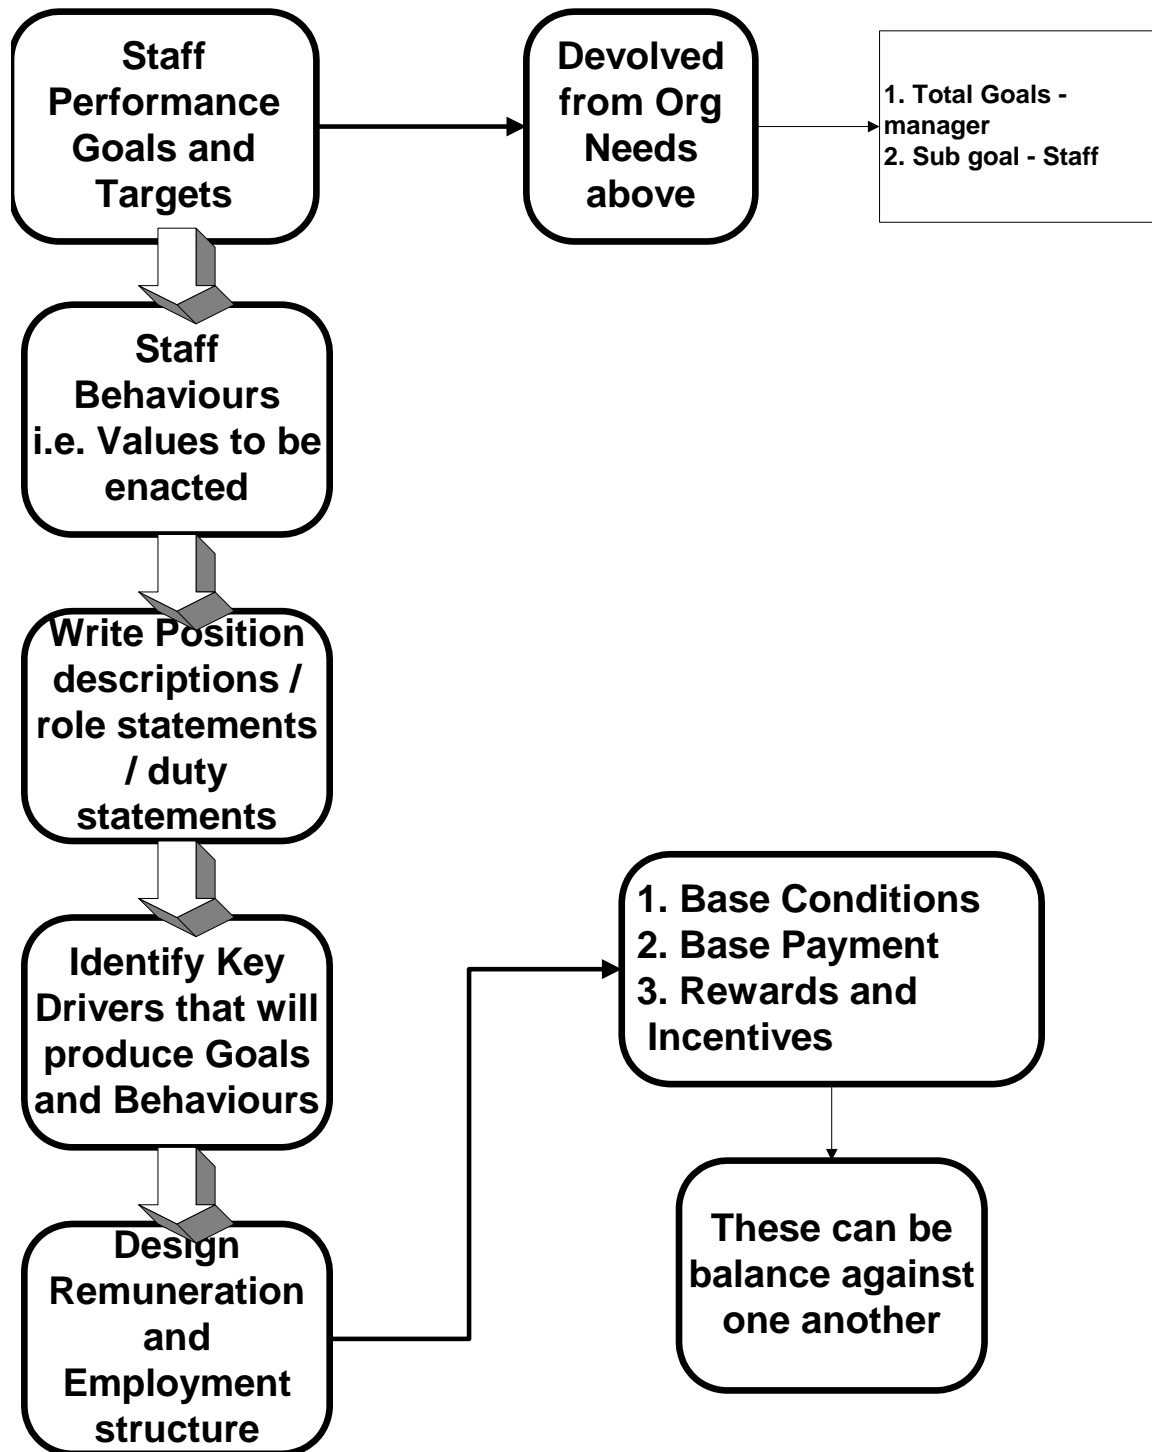 Staff
Performance
Goals and
Targets
Devolved
from Org
Needs
above
1. Total Goals -
manager
2. Sub goal - Staff
Staff
Behaviours
i.e. Values to be
enacted
Write Position
descriptions /
role statements
/ duty
statements
Identify Key
Drivers that will
produce Goals
and Behaviours
1. Base Conditions
2. Base Payment
3. Rewards and
Incentives
Design
Remuneration
and
Employment
structure
These can be
balance against
one another